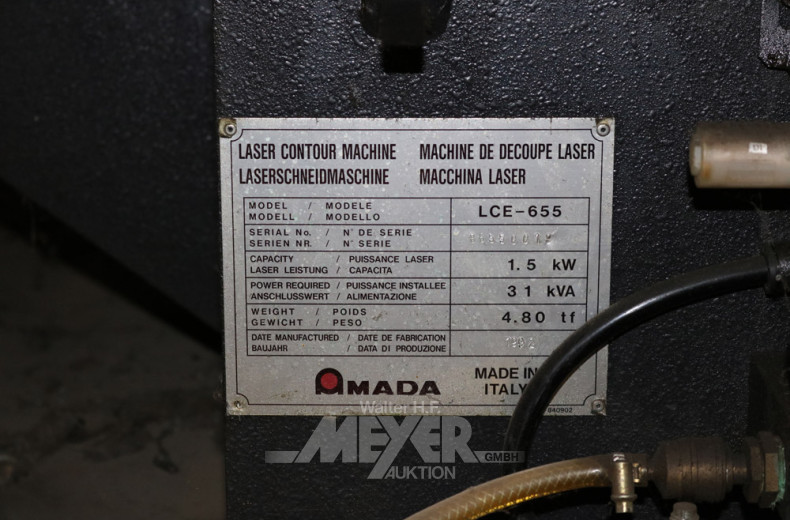 LASER CONTOUR MACHINE MACHINE DE DECOUPE LASER
LASERSCHNEIDMASCHINE MACCHINA LASER
MODEL / MODELE
MODELL / MODELLO
LCE-655
SERIAL No. / N° DE SERIE
SERIEN NR. / N° SERIE
CAPACITY / PUISSANCE LASER
LASER LEISTUNG / CAPACITA
1.5 kW
POWER REQUIRED / PUISSANCE INSTALLEE
ANSCHLUSSWERT / ALIMENTAZIONE
31 kVA
WEIGHT / POIDS
GEWICHT / PESO
4.80 tf
DATE MANUFACTURED / DATE DE FABRICATION
BAUJAHR / DATA DI PRODUZIONE
AMADA
MADE IN
ITALY
840902
Walter H.F.
MEYER
GMBH
AUKTION